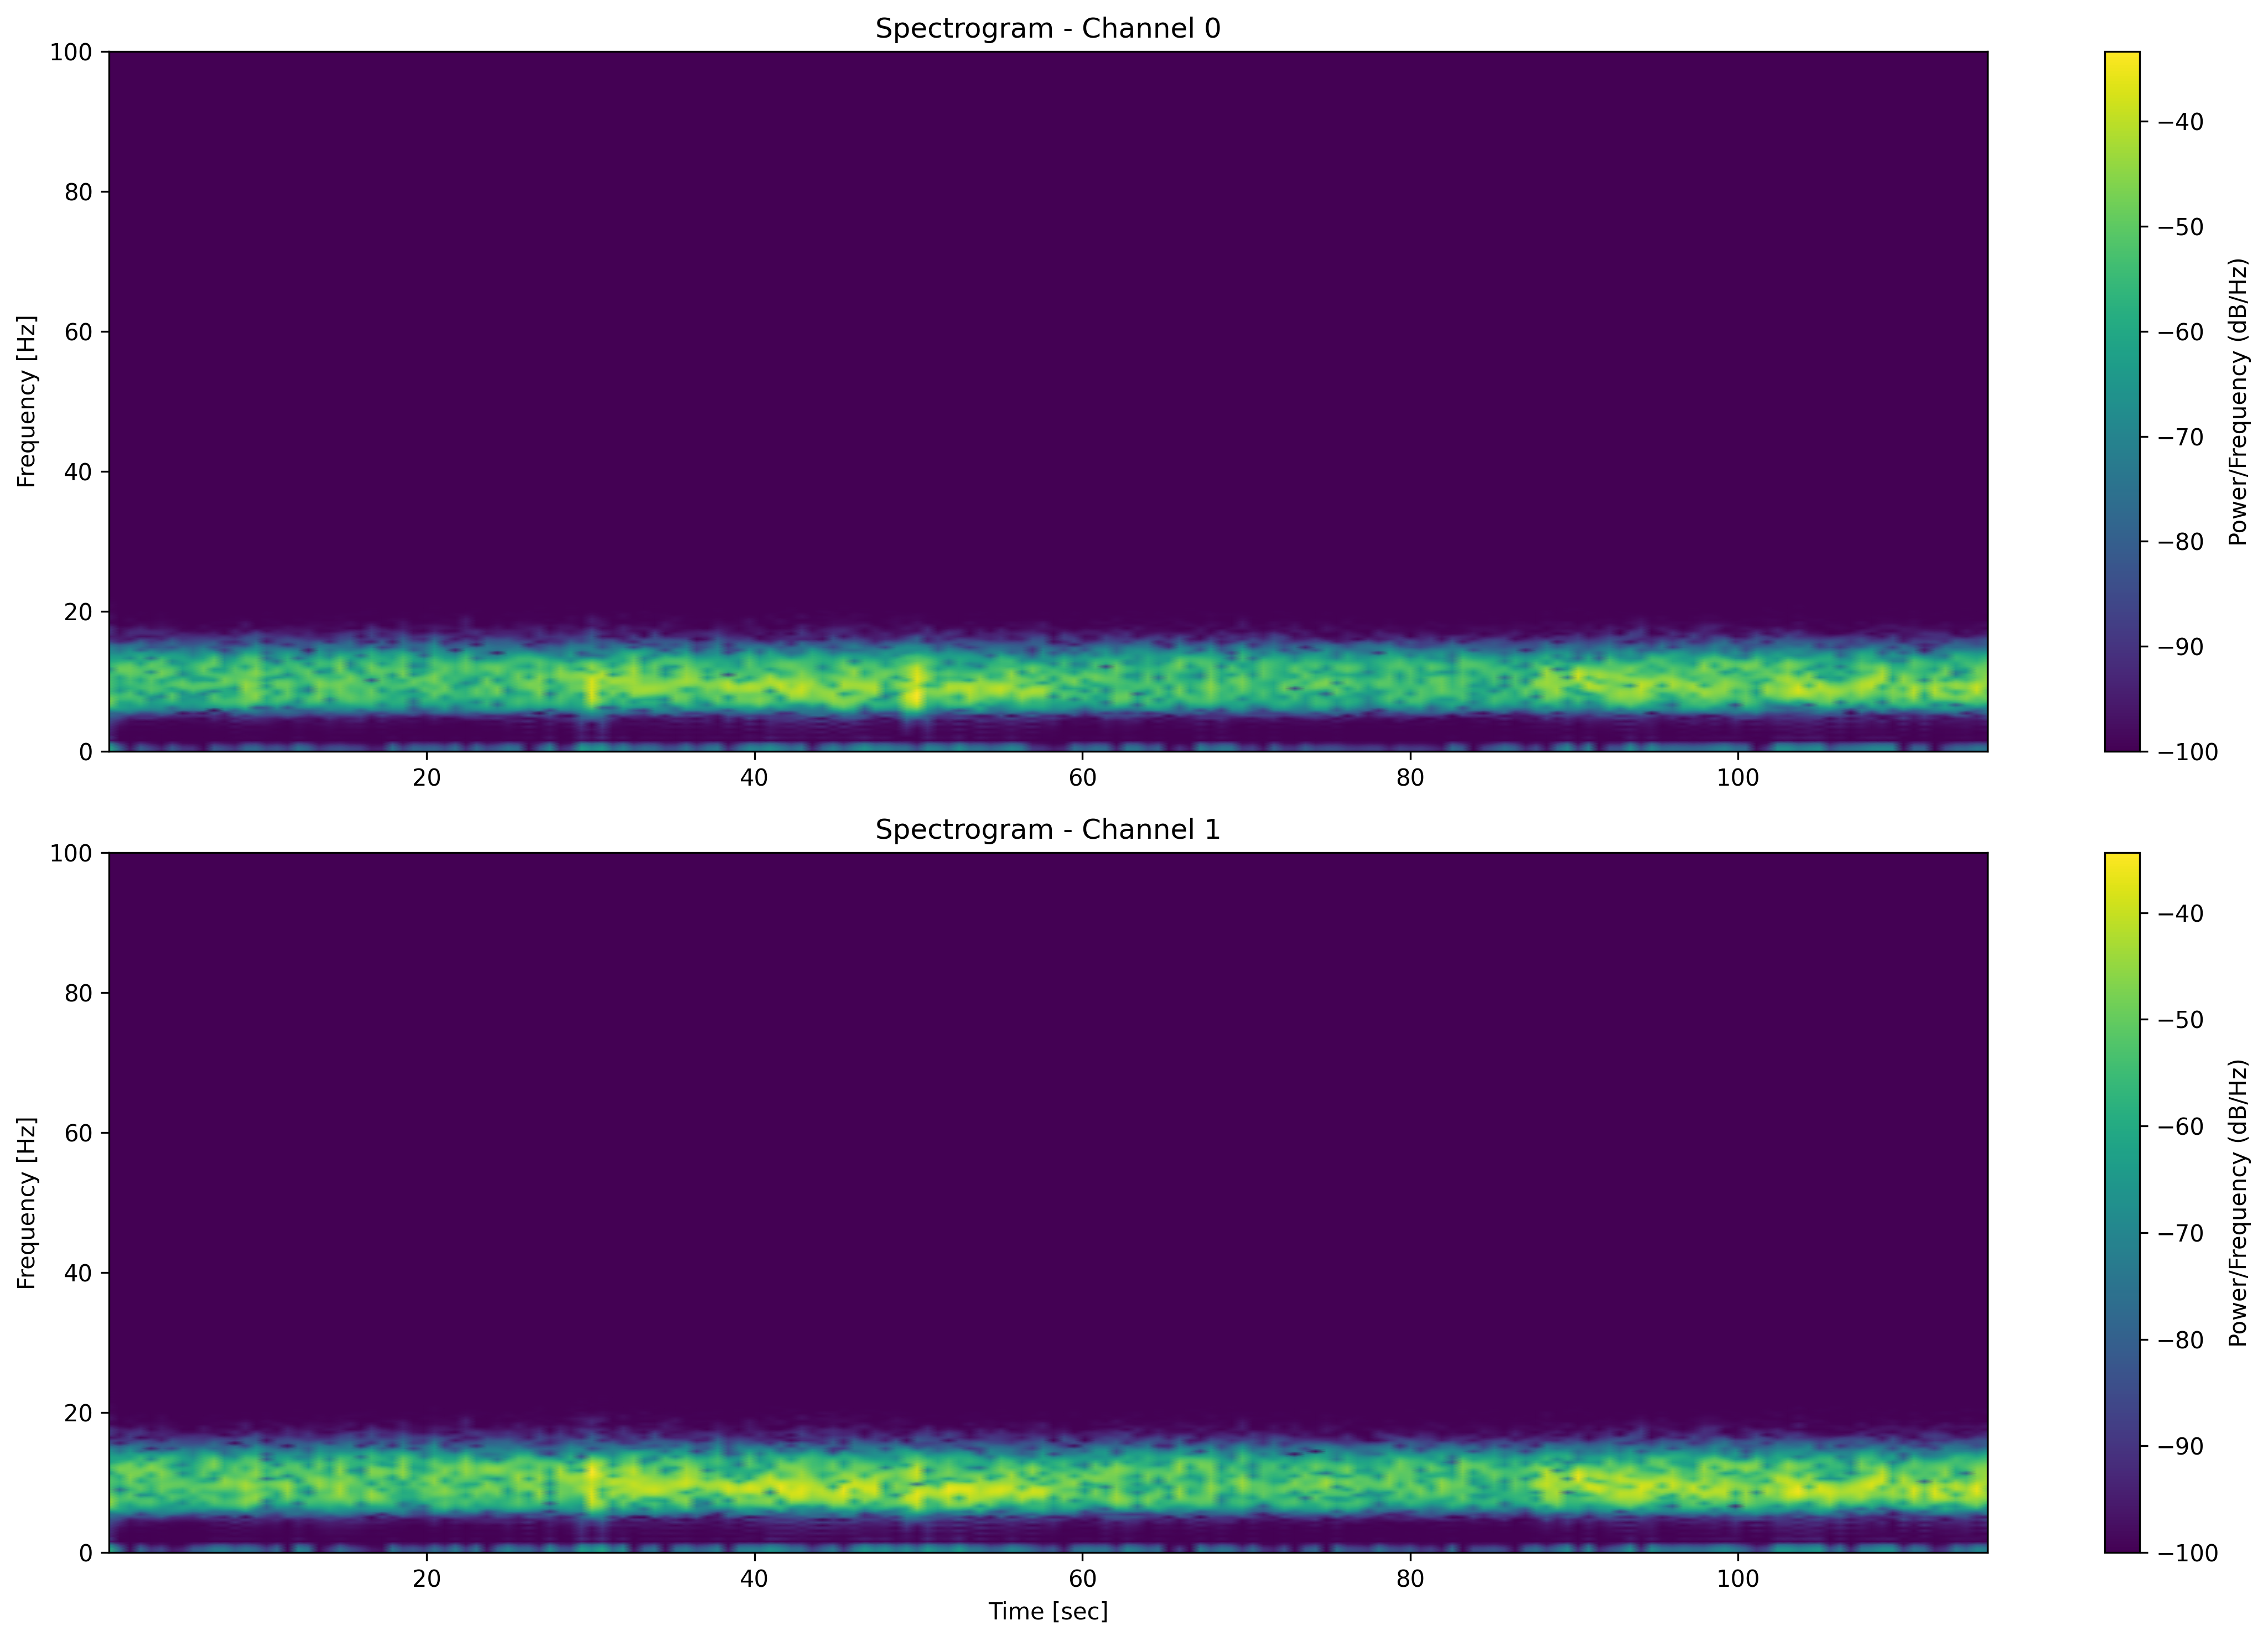 Spectrogram - Channel 0
100
80
60
40
20
0
Frequency [Hz]
20 40 60 80 100
−40
−50
−60
−70
−80
−90
−100
Power/Frequency (dB/Hz)
Spectrogram - Channel 1
100
80
60
40
20
0
Frequency [Hz]
20 40 60 80 100
Time [sec]
−40
−50
−60
−70
−80
−90
−100
Power/Frequency (dB/Hz)